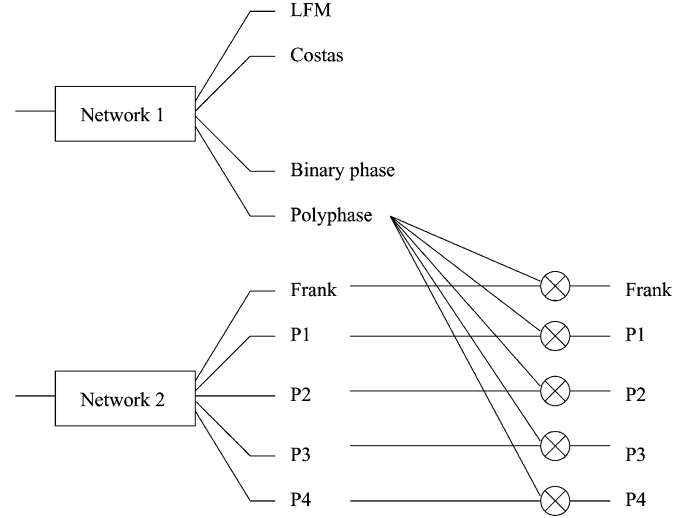 LFM
Costas
Network 1
Binary phase
Polyphase
Frank Frank
P1 P1
P2 P2
Network 2
P3 P3
P4 P4